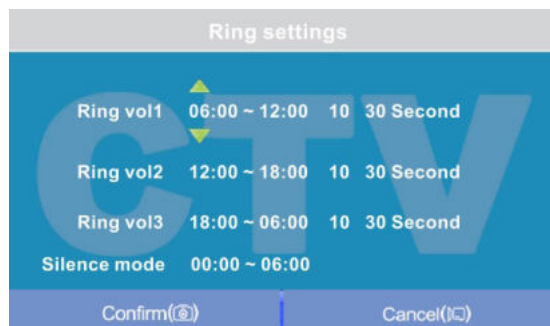 Ring settings
Ring vol1 06:00 ~ 12:00 10 30 Second
Ring vol2 12:00 ~ 18:00 10 30 Second
Ring vol3 18:00 ~ 06:00 10 30 Second
Silence mode 00:00 ~ 06:00
Confirm() Cancel()
CTV